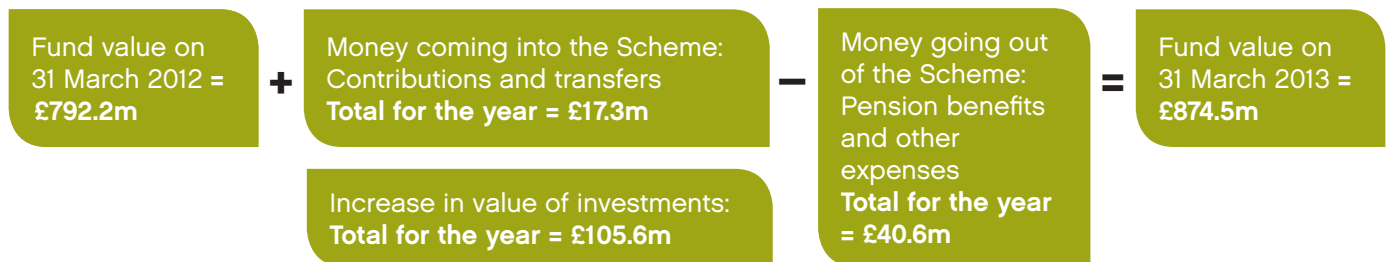 Fund value on
31 March 2012 =
£792.2m
+
Money coming into the Scheme:
Contributions and transfers
Total for the year = £17.3m
Increase in value of investments:
Total for the year = £105.6m
–
Money going out
of the Scheme:
Pension benefits
and other
expenses
Total for the year
= £40.6m
=
Fund value on
31 March 2013 =
£874.5m